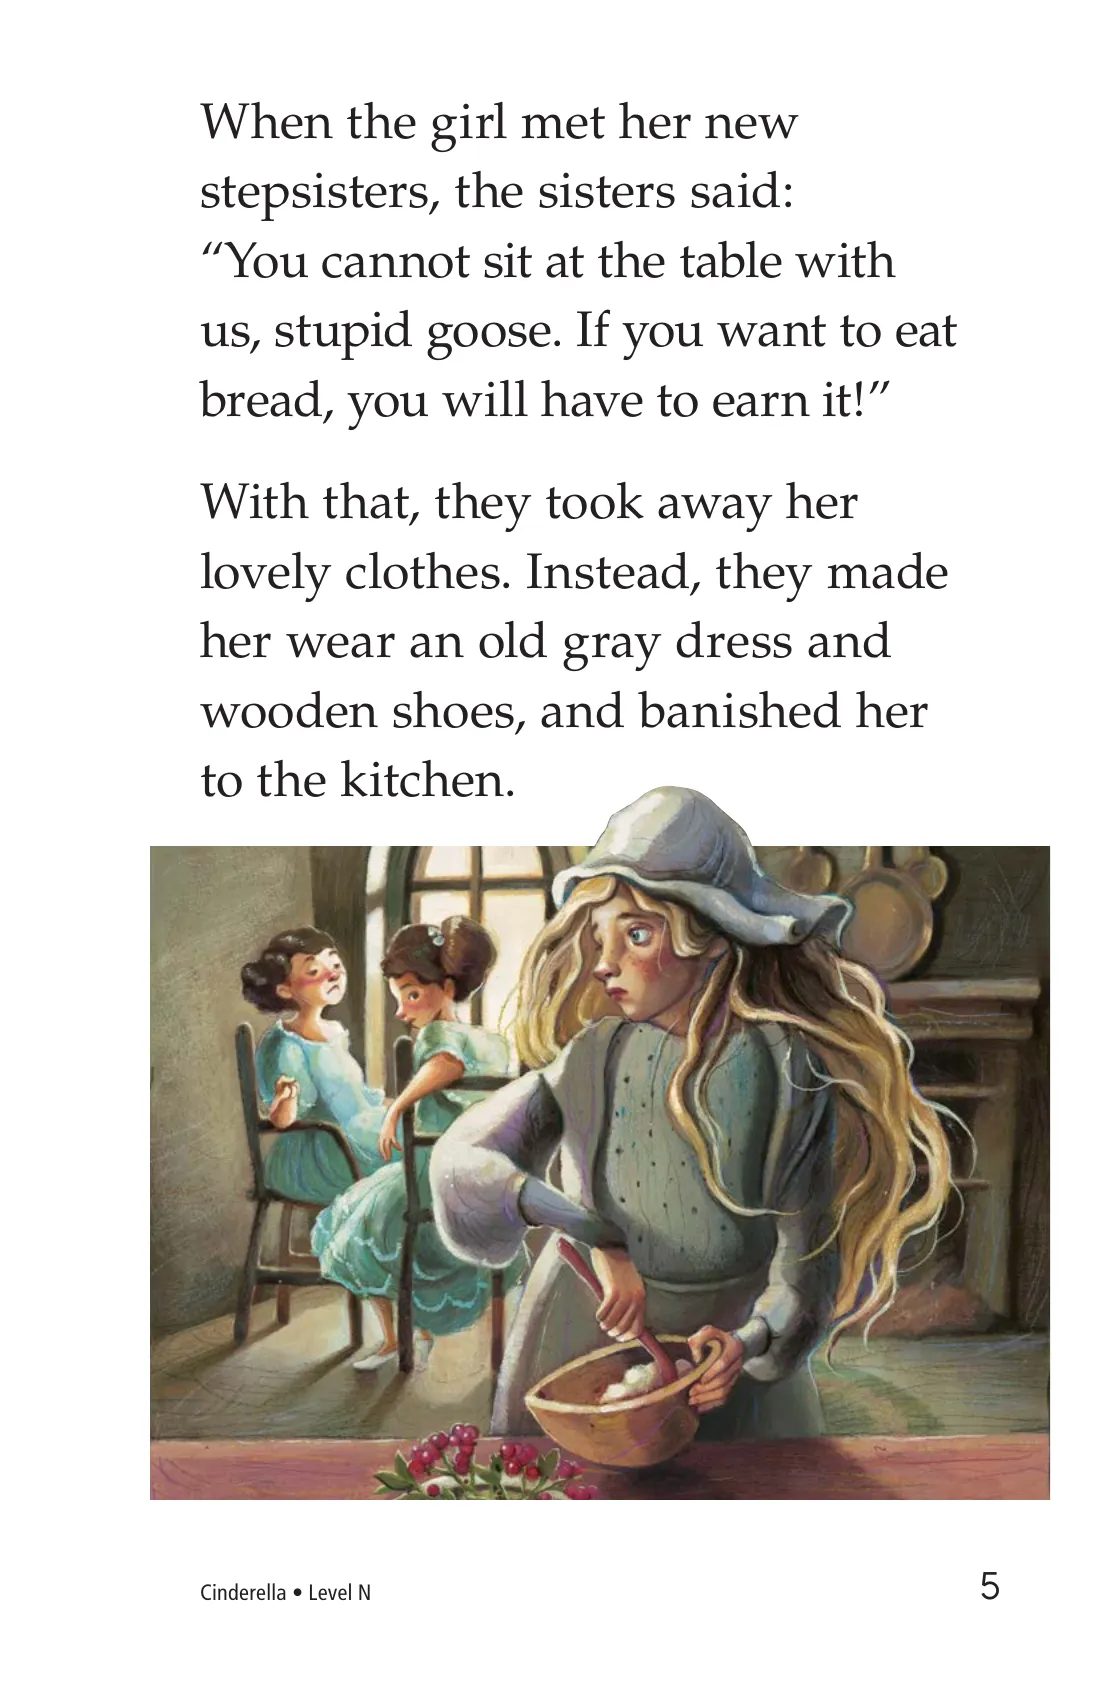 When the girl met her new
stepsisters, the sisters said:
“You cannot sit at the table with
us, stupid goose. If you want to eat
bread, you will have to earn it!”
With that, they took away her
lovely clothes. Instead, they made
her wear an old gray dress and
wooden shoes, and banished her
to the kitchen.
Cinderella • Level N
5